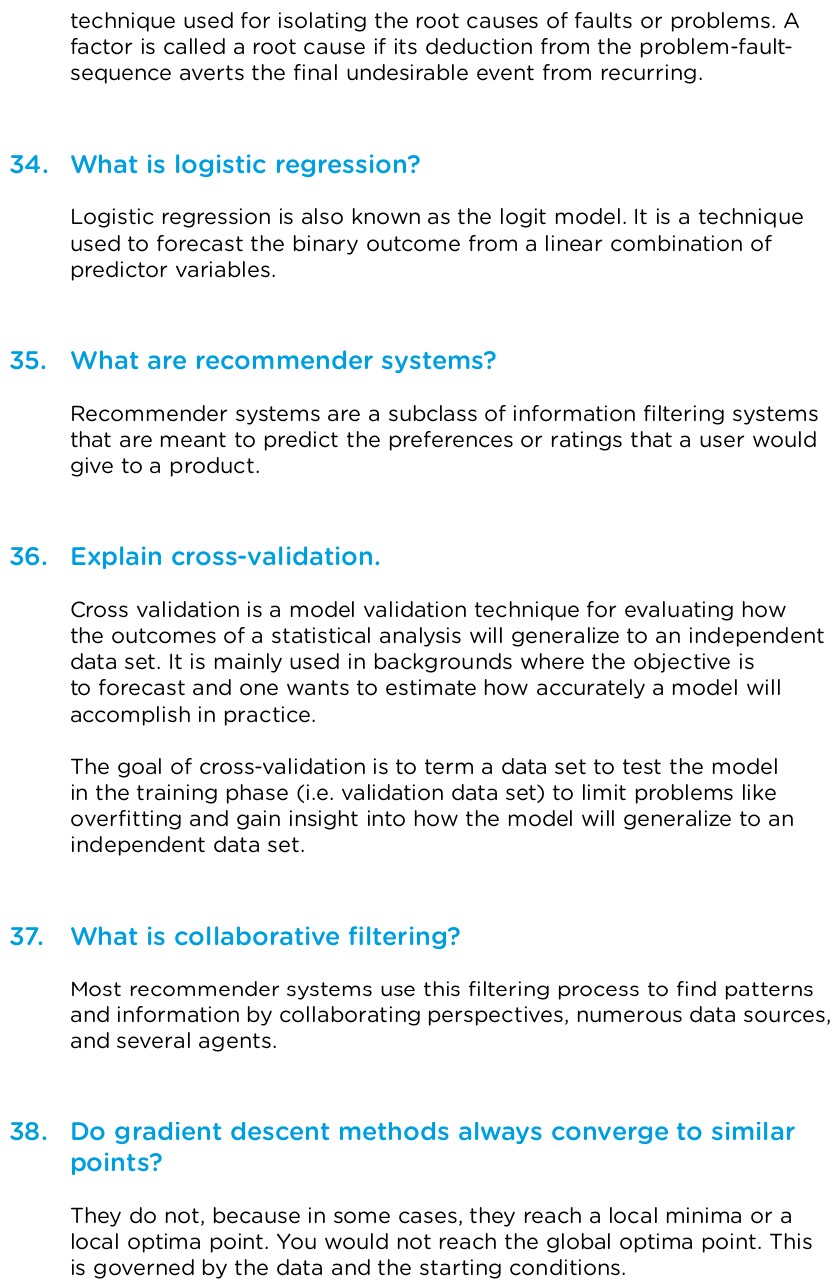 technique used for isolating the root causes of faults or problems. A
factor is called a root cause if its deduction from the problem-fault-
sequence averts the final undesirable event from recurring.
34. What is logistic regression?
Logistic regression is also known as the logit model. It is a technique
used to forecast the binary outcome from a linear combination of
predictor variables.
35. What are recommender systems?
Recommender systems are a subclass of information filtering systems
that are meant to predict the preferences or ratings that a user would
give to a product.
36. Explain cross-validation.
Cross validation is a model validation technique for evaluating how
the outcomes of a statistical analysis will generalize to an independent
data set. It is mainly used in backgrounds where the objective is
to forecast and one wants to estimate how accurately a model will
accomplish in practice.
The goal of cross-validation is to term a data set to test the model
in the training phase (i.e. validation data set) to limit problems like
overfitting and gain insight into how the model will generalize to an
independent data set.
37. What is collaborative filtering?
Most recommender systems use this filtering process to find patterns
and information by collaborating perspectives, numerous data sources,
and several agents.
38. Do gradient descent methods always converge to similar
points?
They do not, because in some cases, they reach a local minima or a
local optima point. You would not reach the global optima point. This
is governed by the data and the starting conditions.